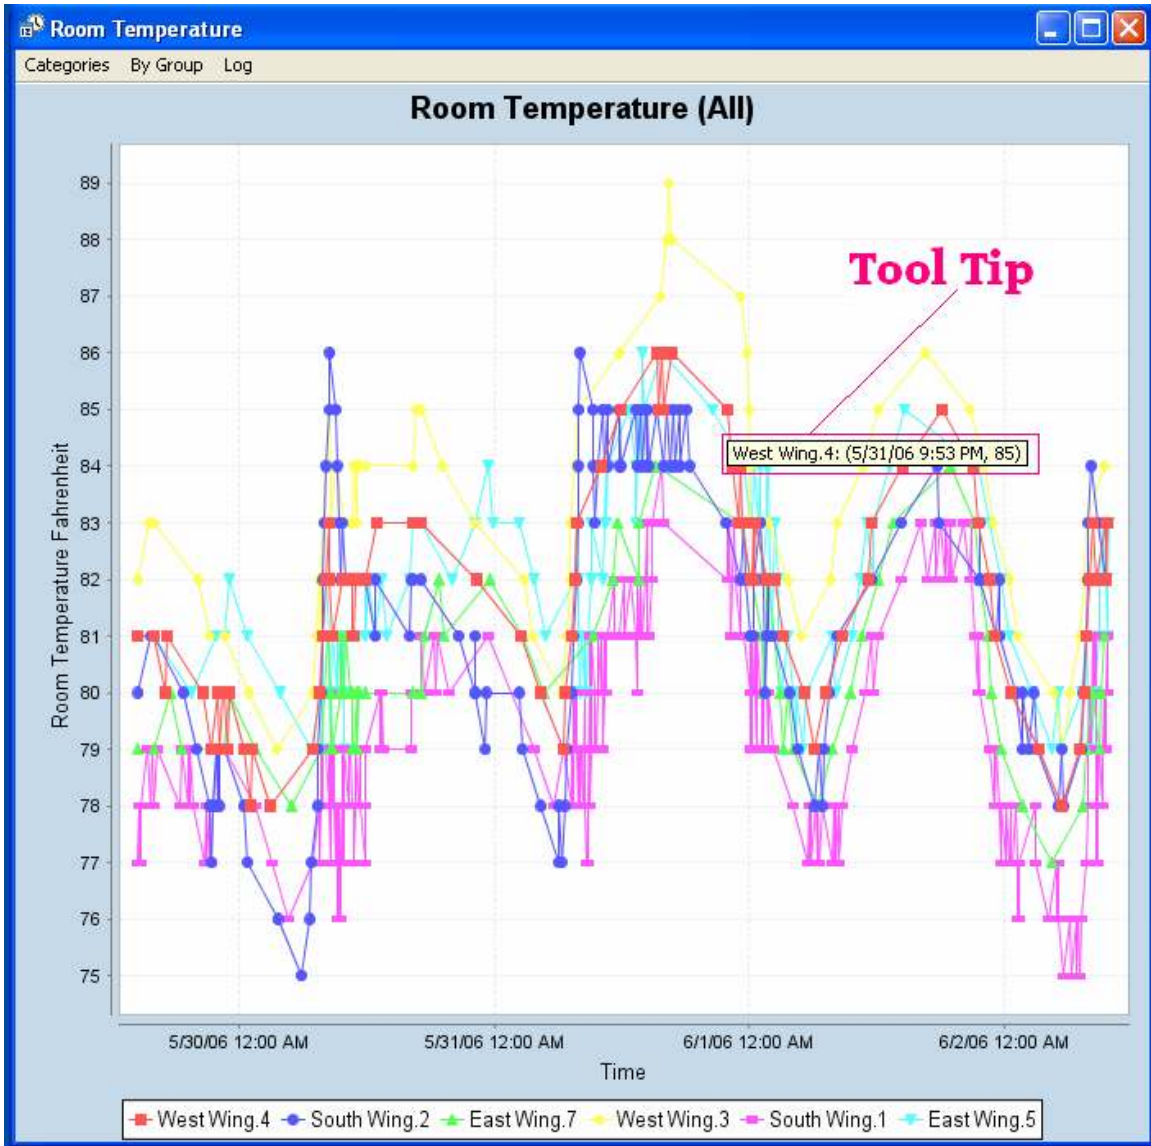 Room Temperature
Categories By Group Log
Room Temperature (All)
89
88
87
86
85
84
83
82
81
80
79
78
77
76
75
Room Temperature Fahrenheit
Tool Tip
West Wing.4: (5/31/06 9:53 PM, 85)
5/30/06 12:00 AM 5/31/06 12:00 AM 6/1/06 12:00 AM 6/2/06 12:00 AM
Time
West Wing.4 South Wing.2 East Wing.7 West Wing.3 South Wing.1 East Wing.5